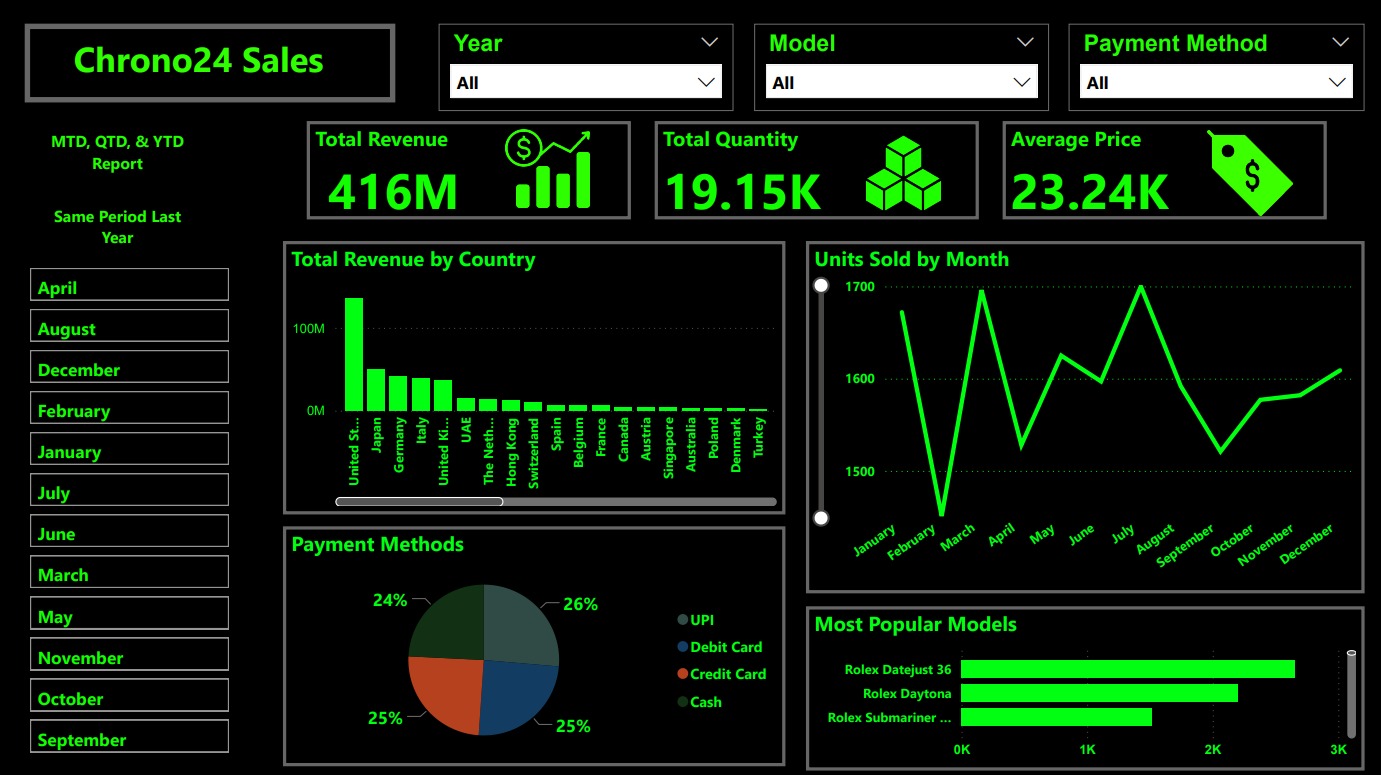 Chrono24 Sales
Year
All
Model
All
Payment Method
All
MTD, QTD, & YTD
Report
Same Period Last
Year
April
August
December
February
January
July
June
March
May
November
October
September
Total Revenue
416M
Total Quantity
19.15K
Average Price
23.24K
Total Revenue by Country
100M
0M
United St...
Japan
Germany
Italy
United Ki...
UAE
The Neth...
Hong Kong
Switzerland
Spain
Belgium
France
Canada
Austria
Singapore
Australia
Poland
Denmark
Turkey
Units Sold by Month
1700
1600
1500
January
February
March
April
May
June
July
August
September
October
November
December
Payment Methods
24%
26%
25%
25%
UPI
Debit Card
Credit Card
Cash
Most Popular Models
Rolex Datejust 36
Rolex Daytona
Rolex Submariner ...
0K
1K
2K
3K